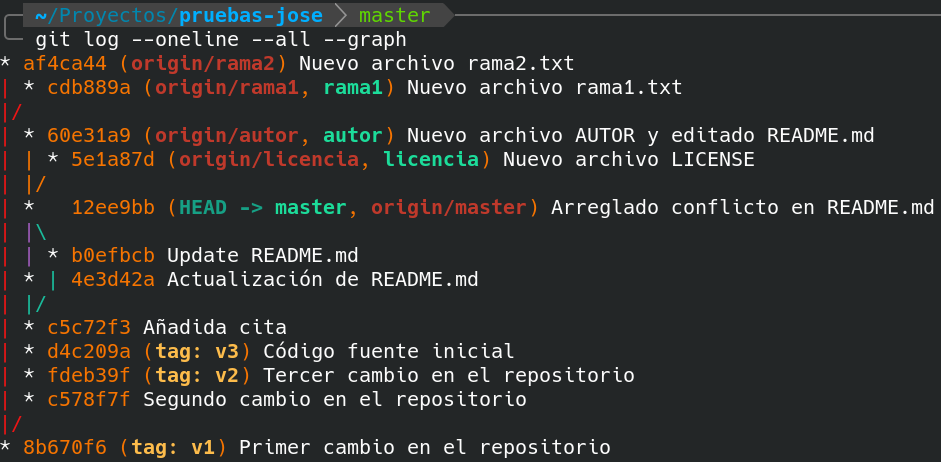 ~/Proyectos/pruebas-jose master
git log --oneline --all --graph
* af4ca44 (origin/rama2) Nuevo archivo rama2.txt
| * cdb889a (origin/rama1, rama1) Nuevo archivo rama1.txt
|/
| * 60e31a9 (origin/autor, autor) Nuevo archivo AUTOR y editado README.md
| | * 5e1a87d (origin/licencia, licencia) Nuevo archivo LICENSE
| |/
| *   12ee9bb (HEAD -> master, origin/master) Arreglado conflicto en README.md
| |\
| | * b0efbcb Update README.md
| * | 4e3d42a Actualización de README.md
| |/
| * c5c72f3 Añadida cita
| * d4c209a (tag: v3) Código fuente inicial
| * fdeb39f (tag: v2) Tercer cambio en el repositorio
| * c578f7f Segundo cambio en el repositorio
|/
* 8b670f6 (tag: v1) Primer cambio en el repositorio